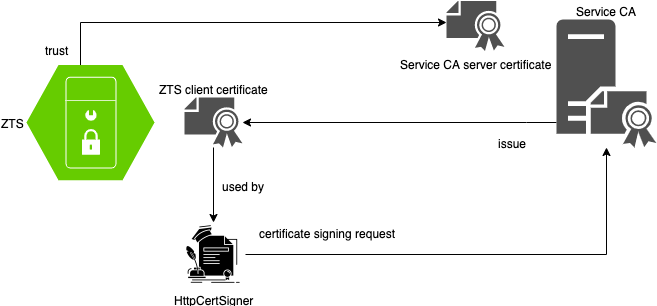 Service CA
trust
Service CA server certificate
ZTS client certificate
ZTS
issue
used by
certificate signing request
HttpCertSigner